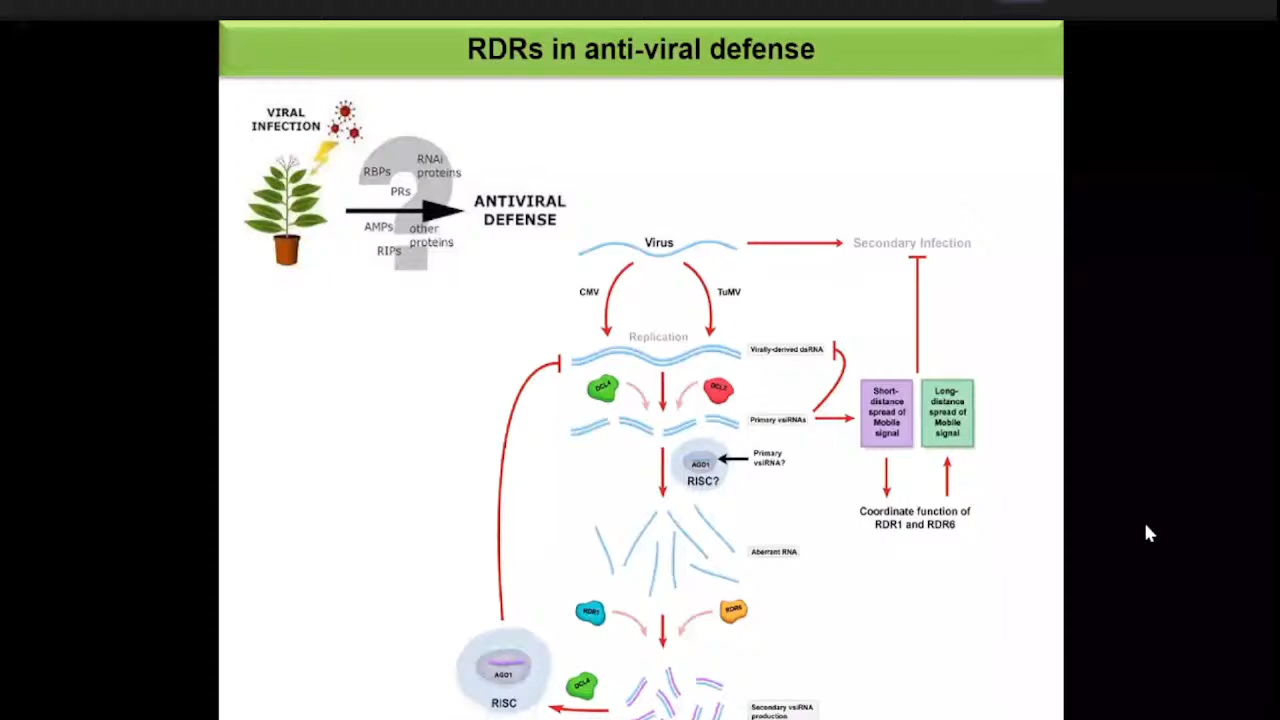 RDRs in anti-viral defense
VIRAL
INFECTION
RBPs
RNAi
proteins
PRs
AMPs
other
proteins
RIPs
ANTIVIRAL
DEFENSE
Virus
Secondary Infection
CMV
TuMV
Replication
Virally-derived dsRNA
DCL4
Primary vsiRNAs
Short-
distance
spread of
Mobile
signal
Long-
distance
spread of
Mobile
signal
AGO1
RISC?
Primary
vsiRNA?
Coordinate function of
RDR1 and RDR6
Aberrant RNA
RDR1
RDR6
AGO1
RISC
DCL4
Secondary vsiRNA
production